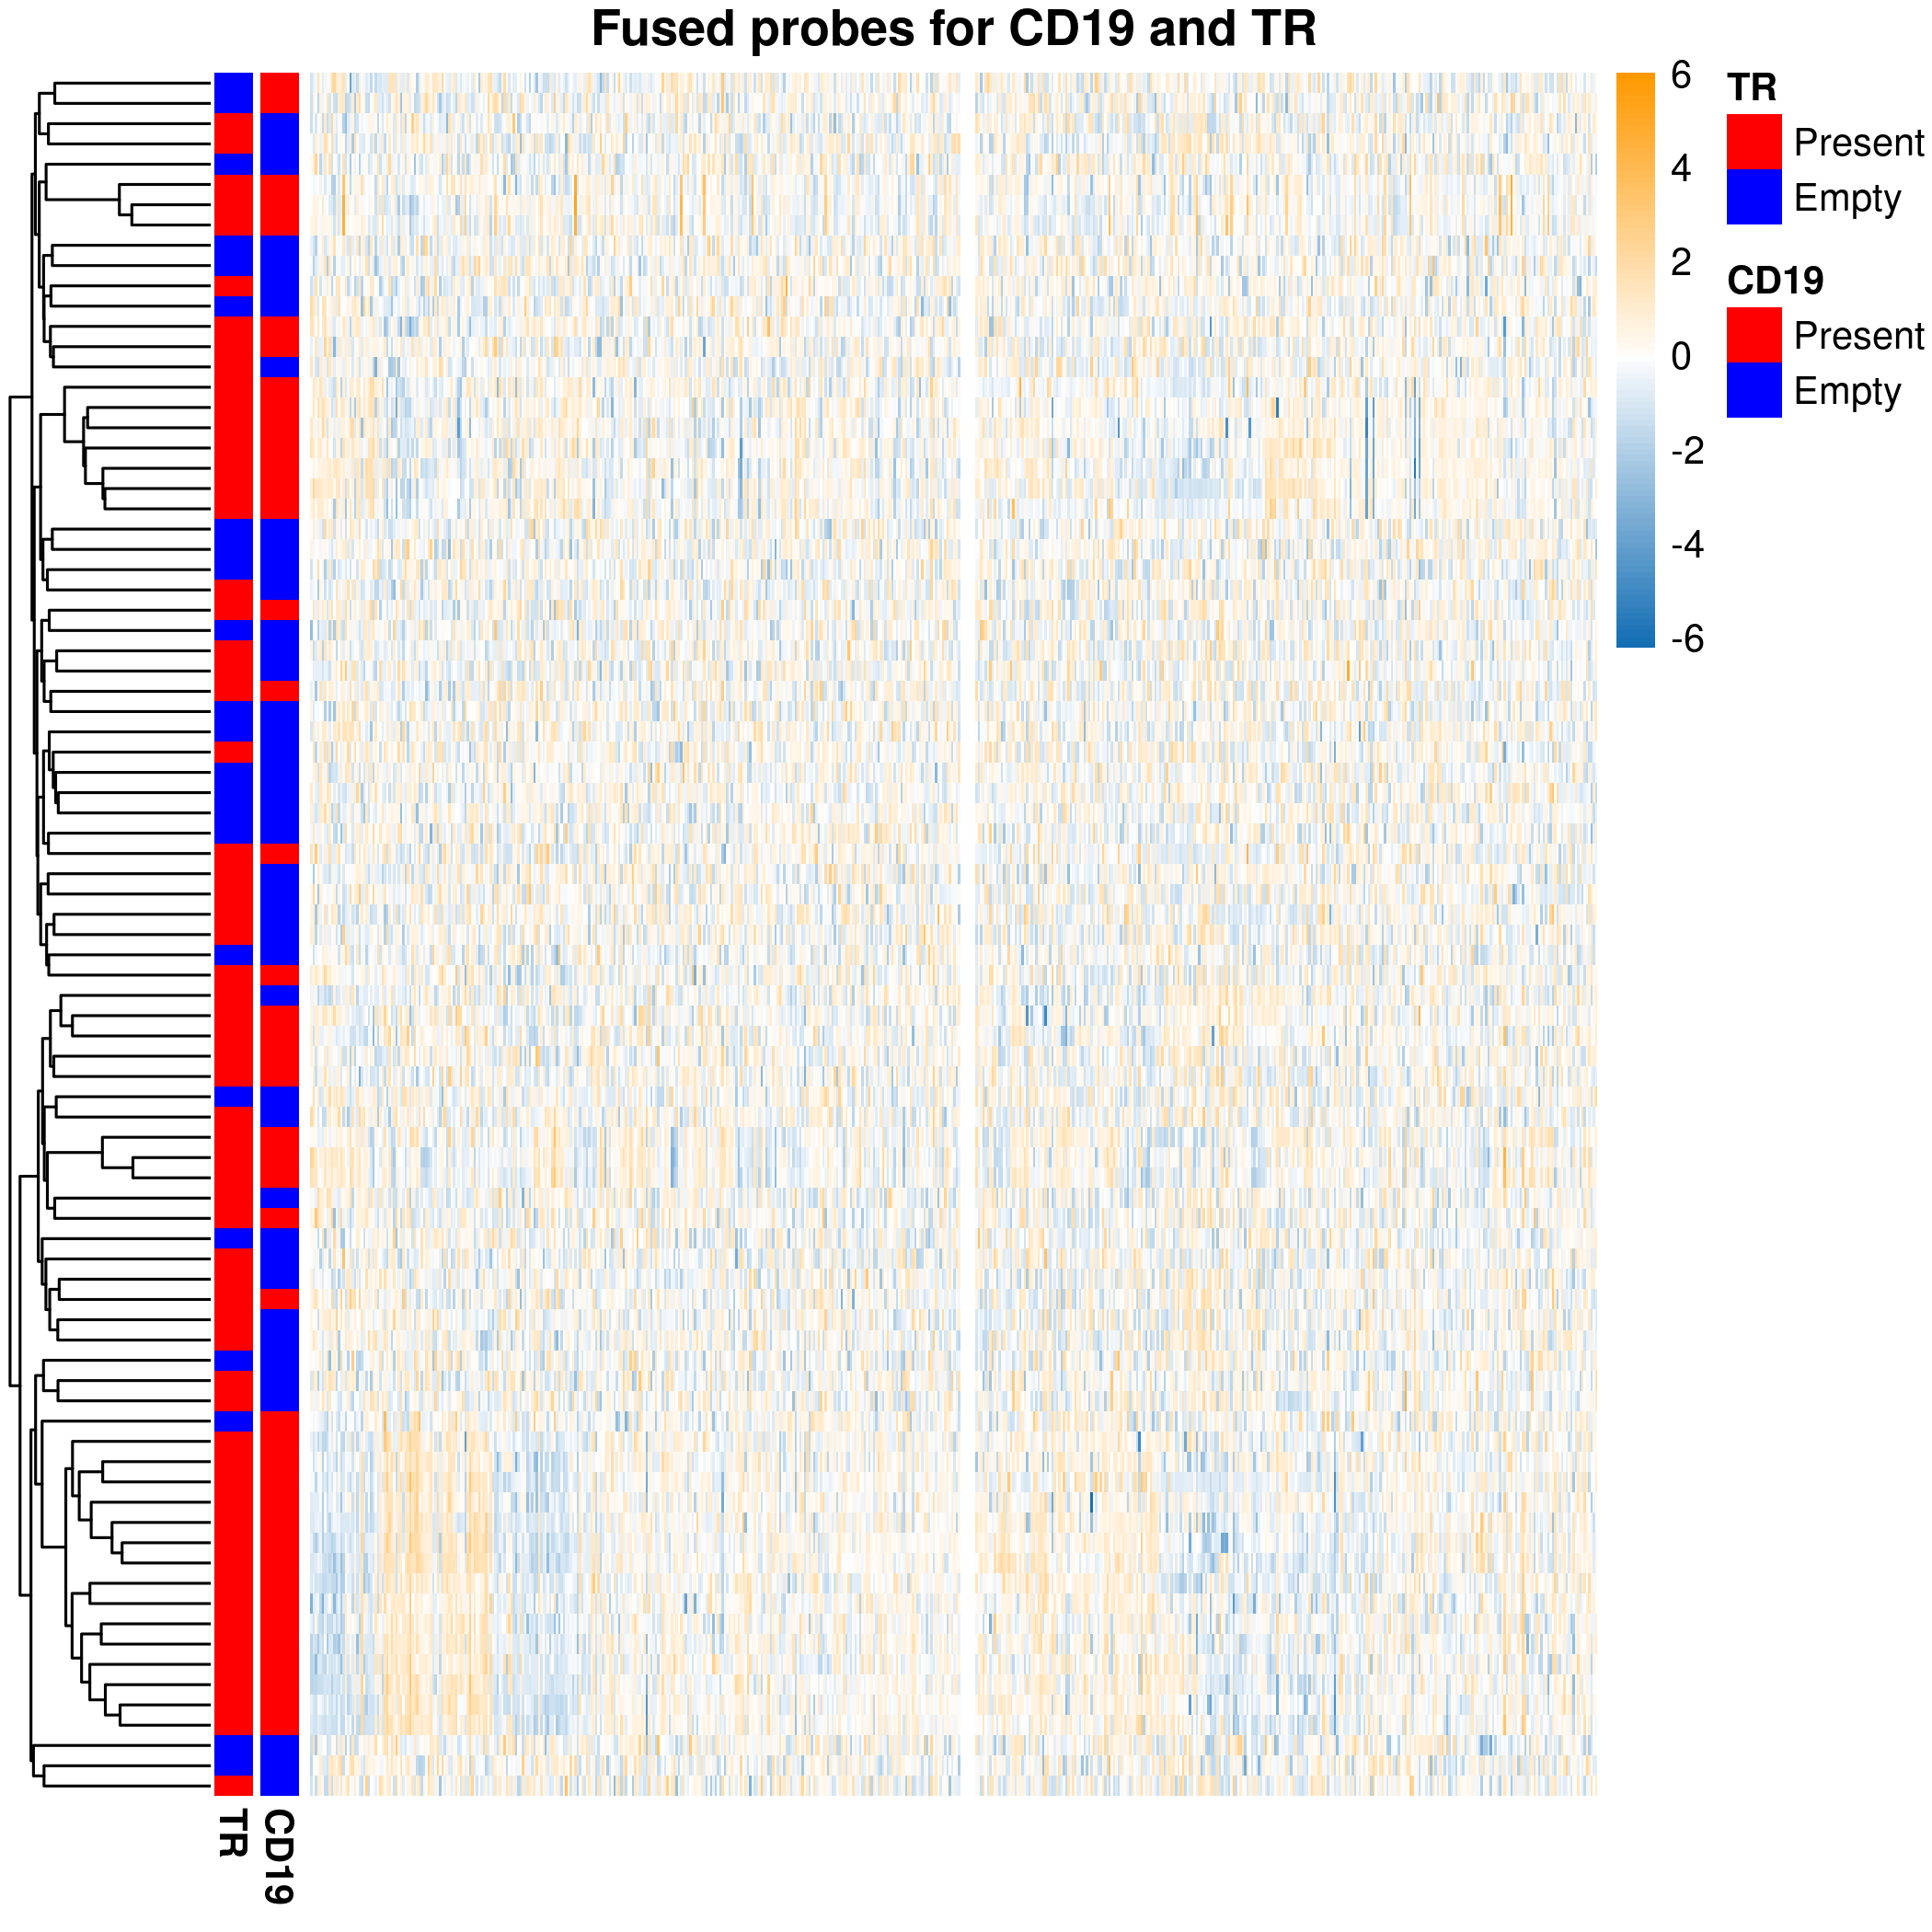 Fused probes for CD19 and TR
6
4
2
0
-2
-4
-6
TR
Present
Empty
CD19
Present
Empty
TR
CD19